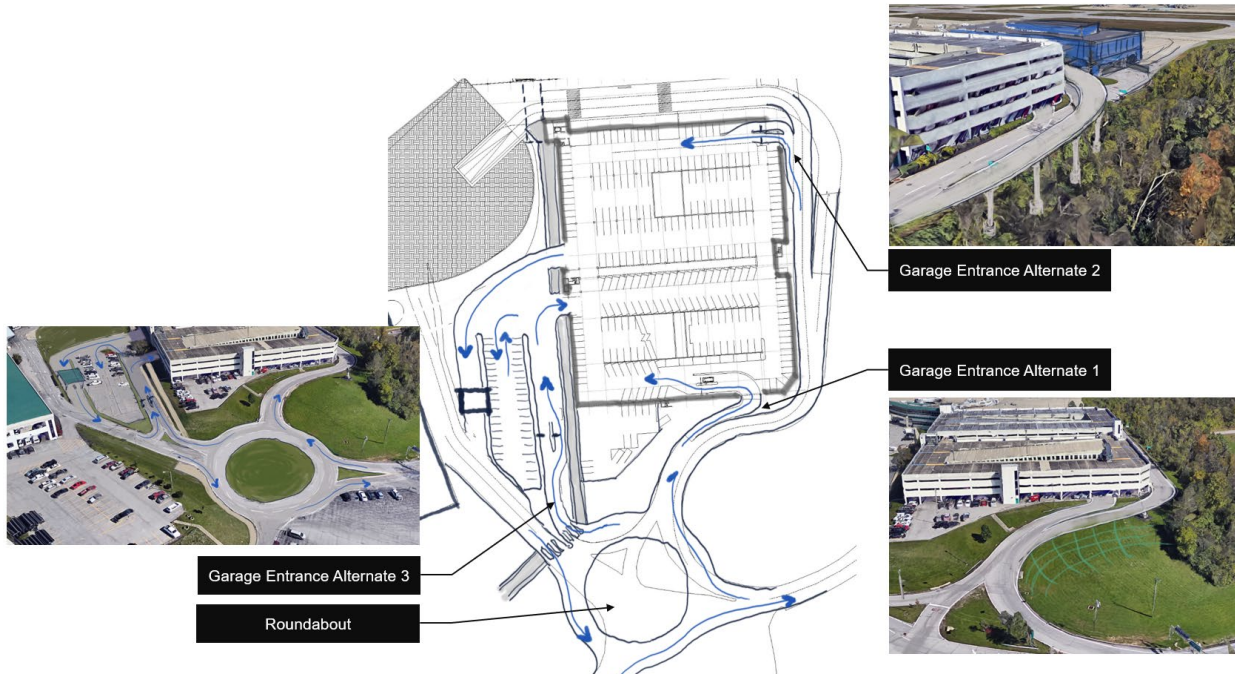 Garage Entrance Alternate 2
Garage Entrance Alternate 1
Garage Entrance Alternate 3
Roundabout